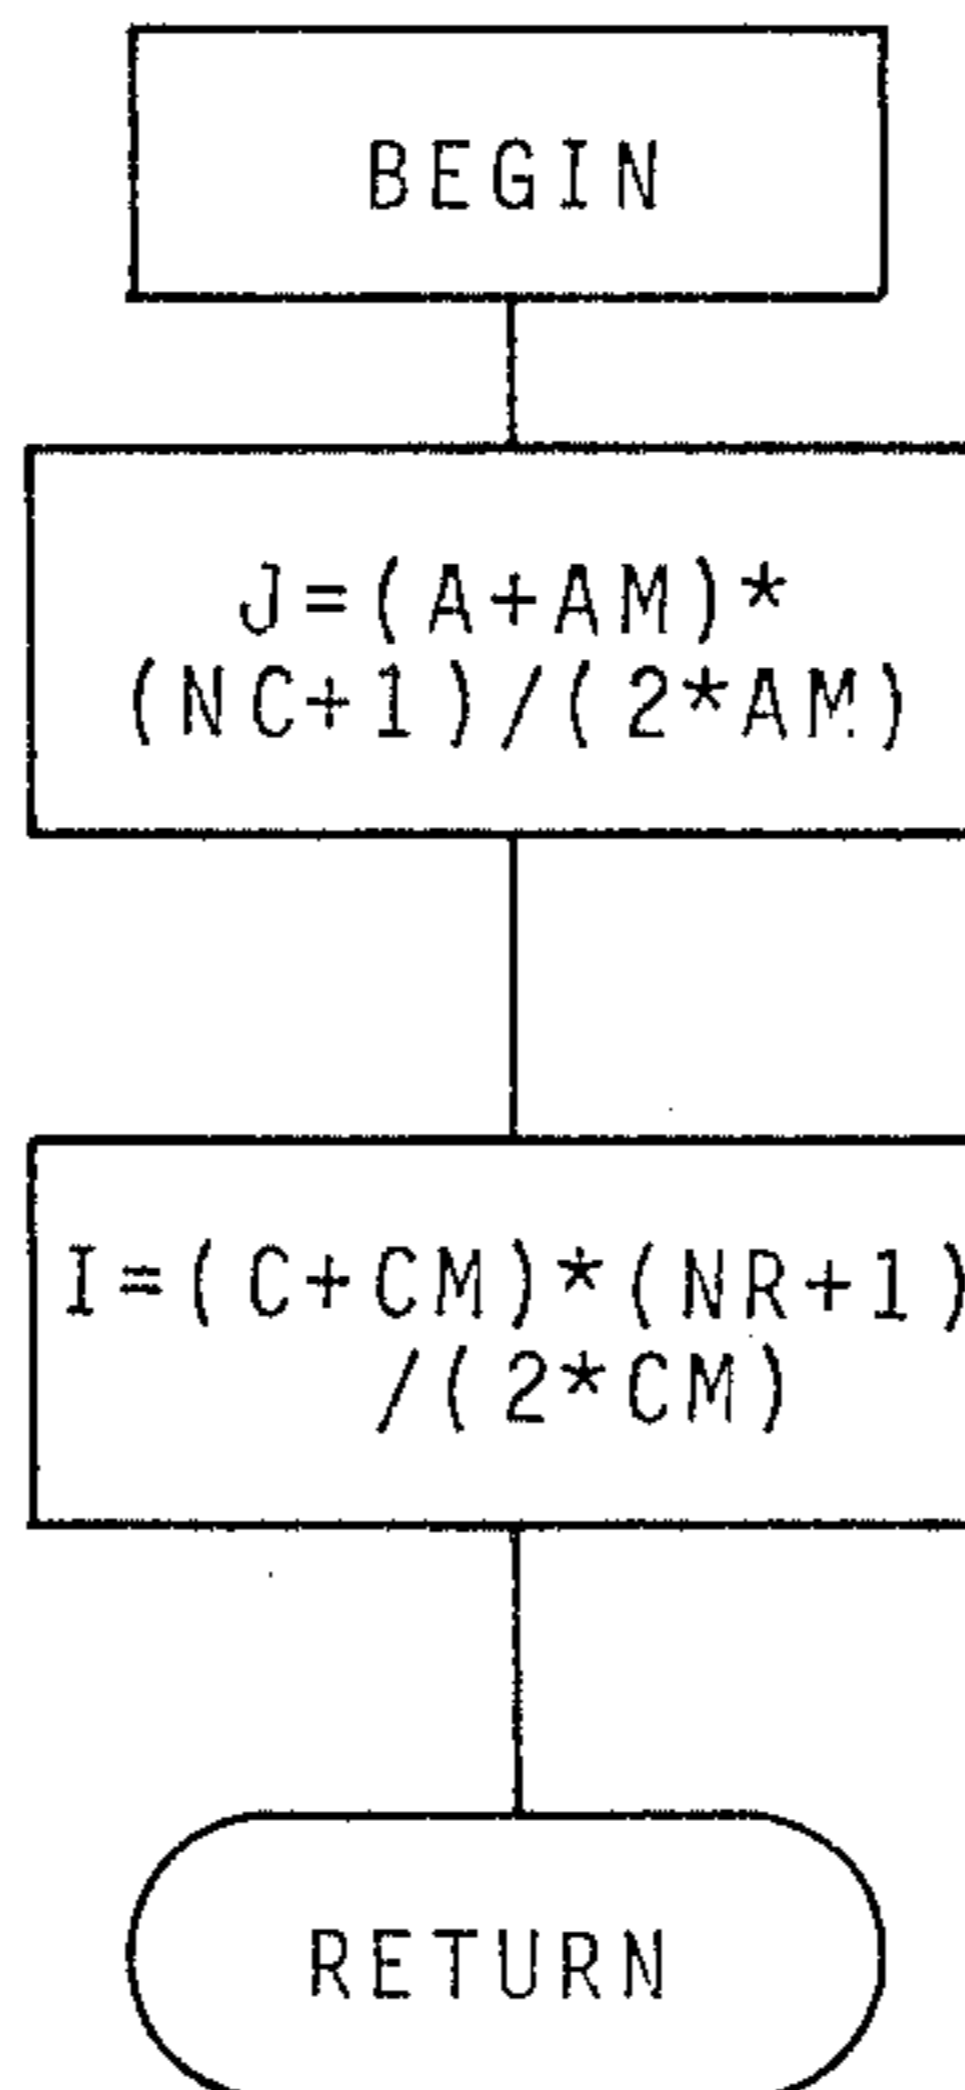 BEGIN
J=(A+AM)*
(NC+1)/(2*AM)
I=(C+CM)*(NR+1)
/(2*CM)
RETURN